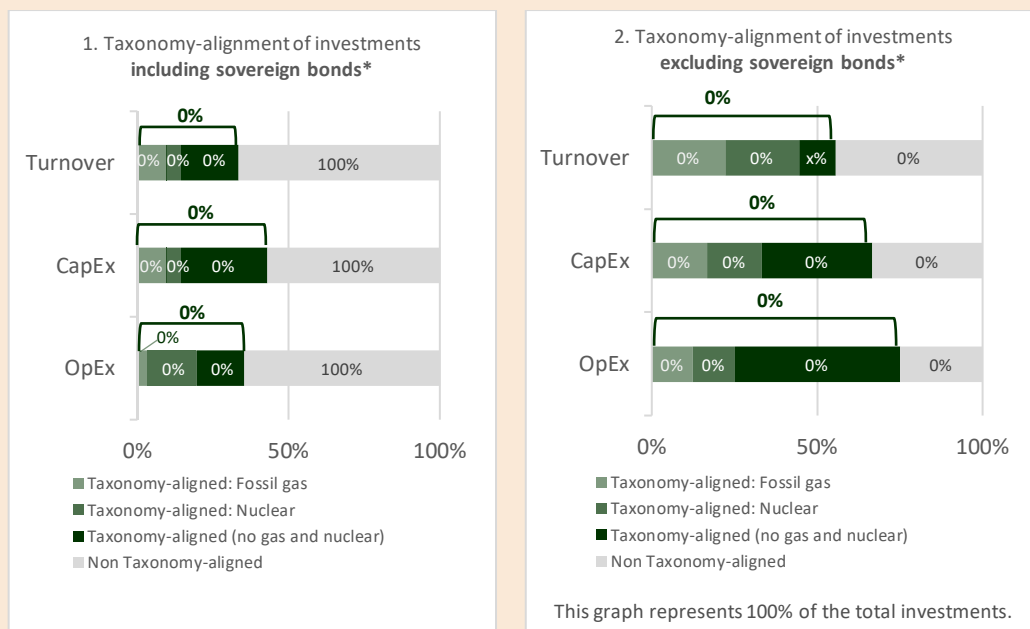 1. Taxonomy-alignment of investments
including sovereign bonds*
0%
Turnover
0% 0% 0% 100%
0%
CapEx
0% 0% 0% 100%
0%
0%
OpEx
0% 0% 100%
0% 50% 100%
Taxonomy-aligned: Fossil gas
Taxonomy-aligned: Nuclear
Taxonomy-aligned (no gas and nuclear)
Non Taxonomy-aligned
2. Taxonomy-alignment of investments
excluding sovereign bonds*
0%
Turnover
0% 0% x% 0%
0%
CapEx
0% 0% 0% 0%
0%
OpEx
0% 0% 0% 0%
0% 50% 100%
Taxonomy-aligned: Fossil gas
Taxonomy-aligned: Nuclear
Taxonomy-aligned (no gas and nuclear)
Non Taxonomy-aligned
This graph represents 100% of the total investments.